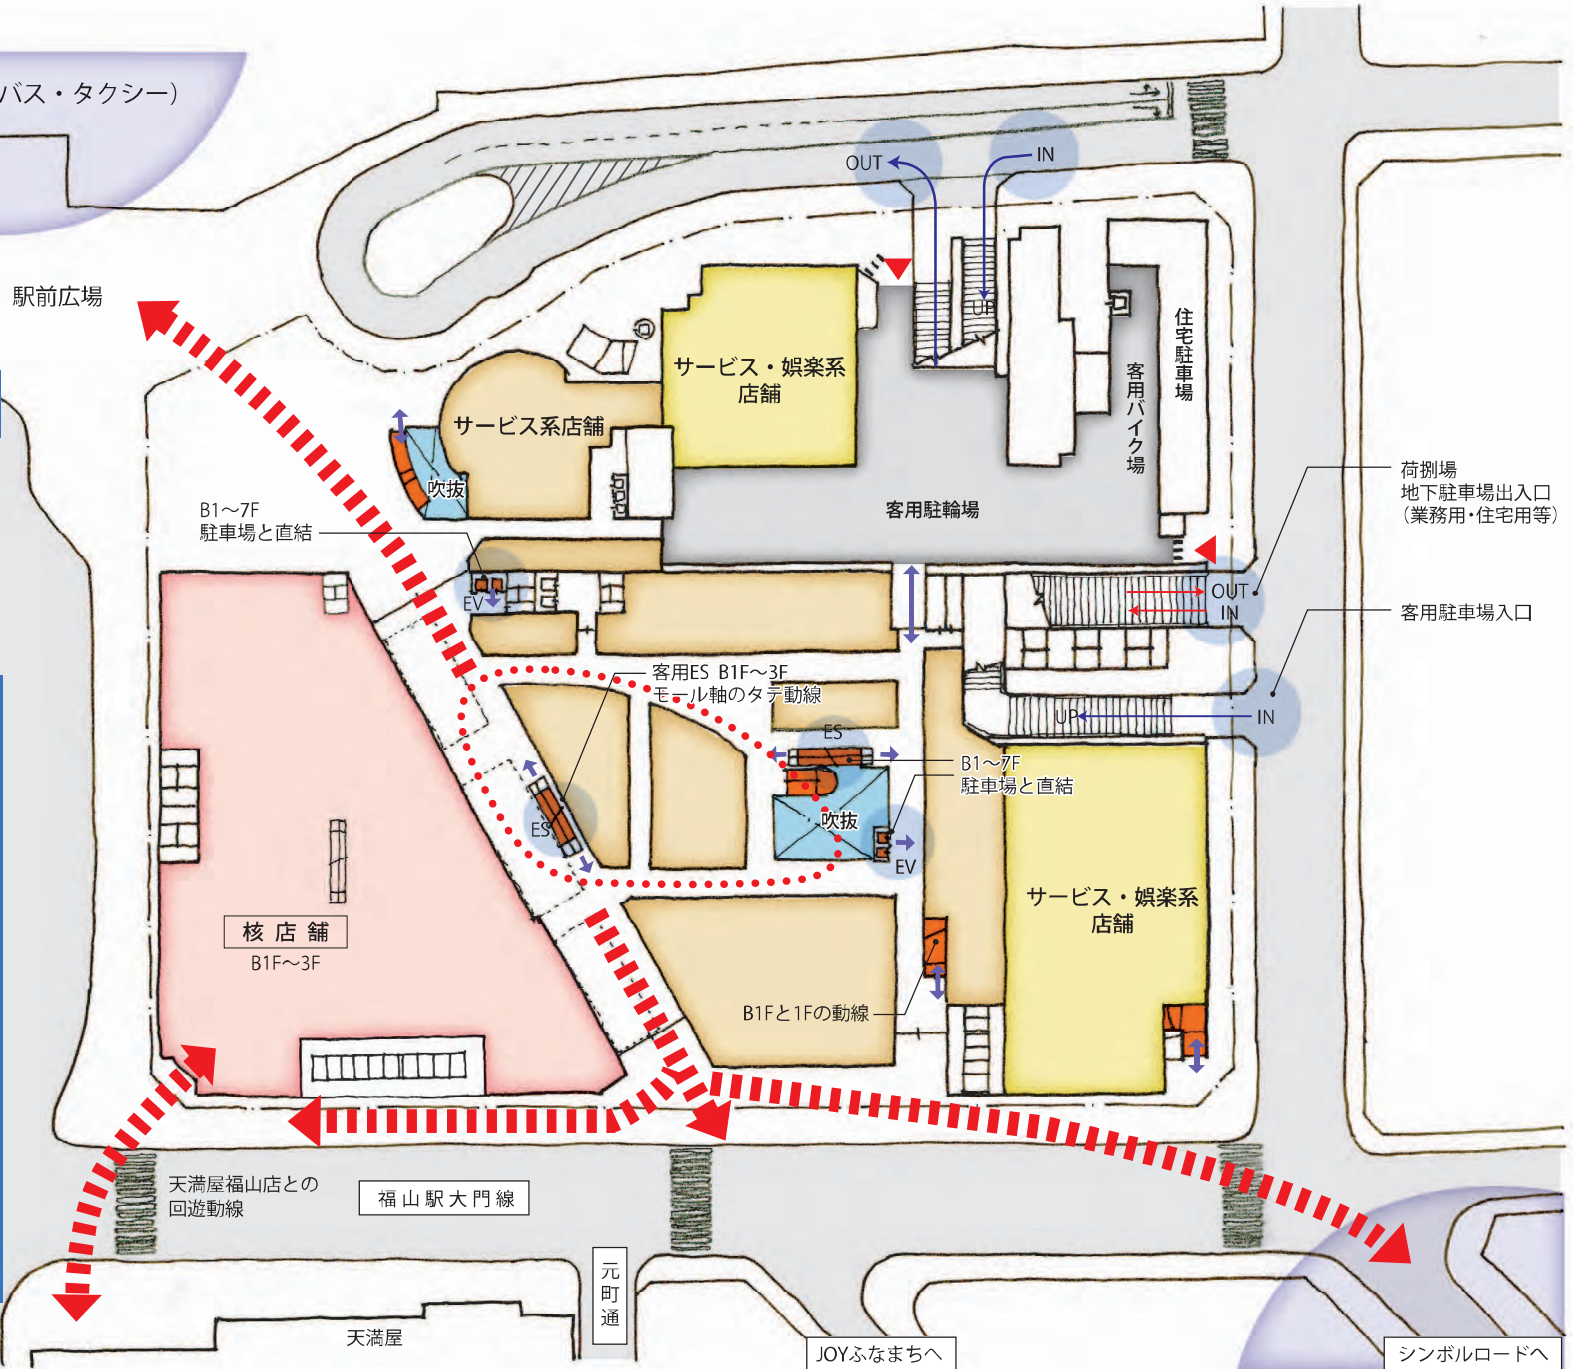 バス・タクシー）
OUT
IN
UP
駅前広場
サービス・娯楽系
店舗
住宅駐車場
客用バイク場
サービス系店舗
吹抜
客用駐輪場
荷捌場
地下駐車場出入口
（業務用・住宅用等）
B1〜7F
駐車場と直結
EV
OUT
IN
客用駐車場入口
客用ES B1F〜3F
モール軸のタテ動線
UP
IN
ES
B1〜7F
駐車場と直結
ES
吹抜
EV
サービス・娯楽系
店舗
核店舗
B1F〜3F
B1Fと1Fの動線
天満屋福山店との
回遊動線
福山駅大門線
元町通
天満屋
JOYふなまちへ
シンボルロードへ